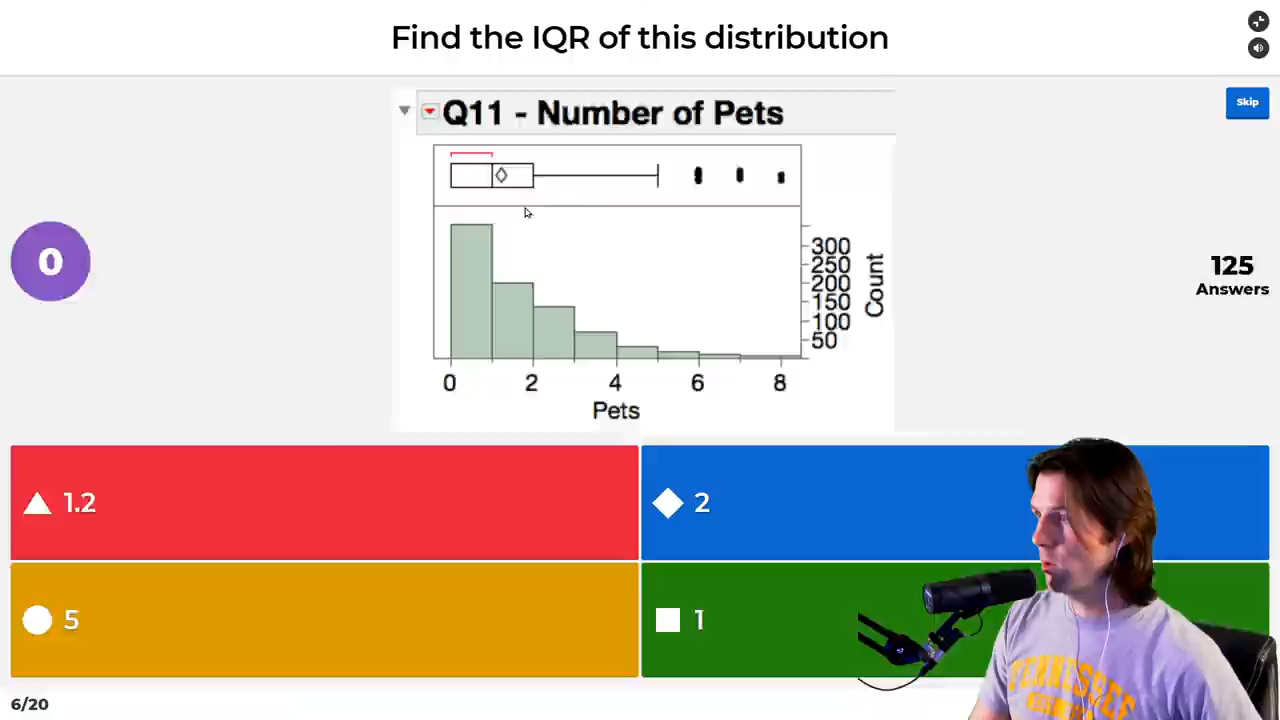 Find the IQR of this distribution
Skip
Q11 - Number of Pets
0
300
250
200
150
100
50
Count
0 2 4 6 8
Pets
125
Answers
1.2
2
5
1
TENNESSEE
6/20